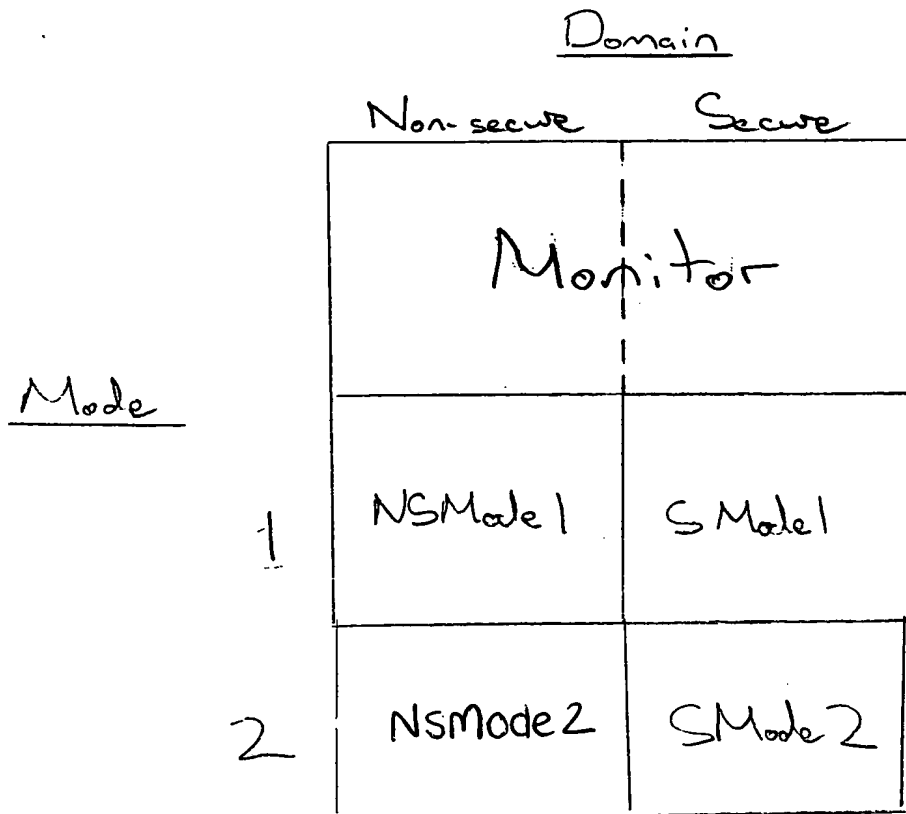 Domain
Non-secure Secure
Monitor
Mode
1 NSMode1 SMode1
2 NSMode2 SMode2